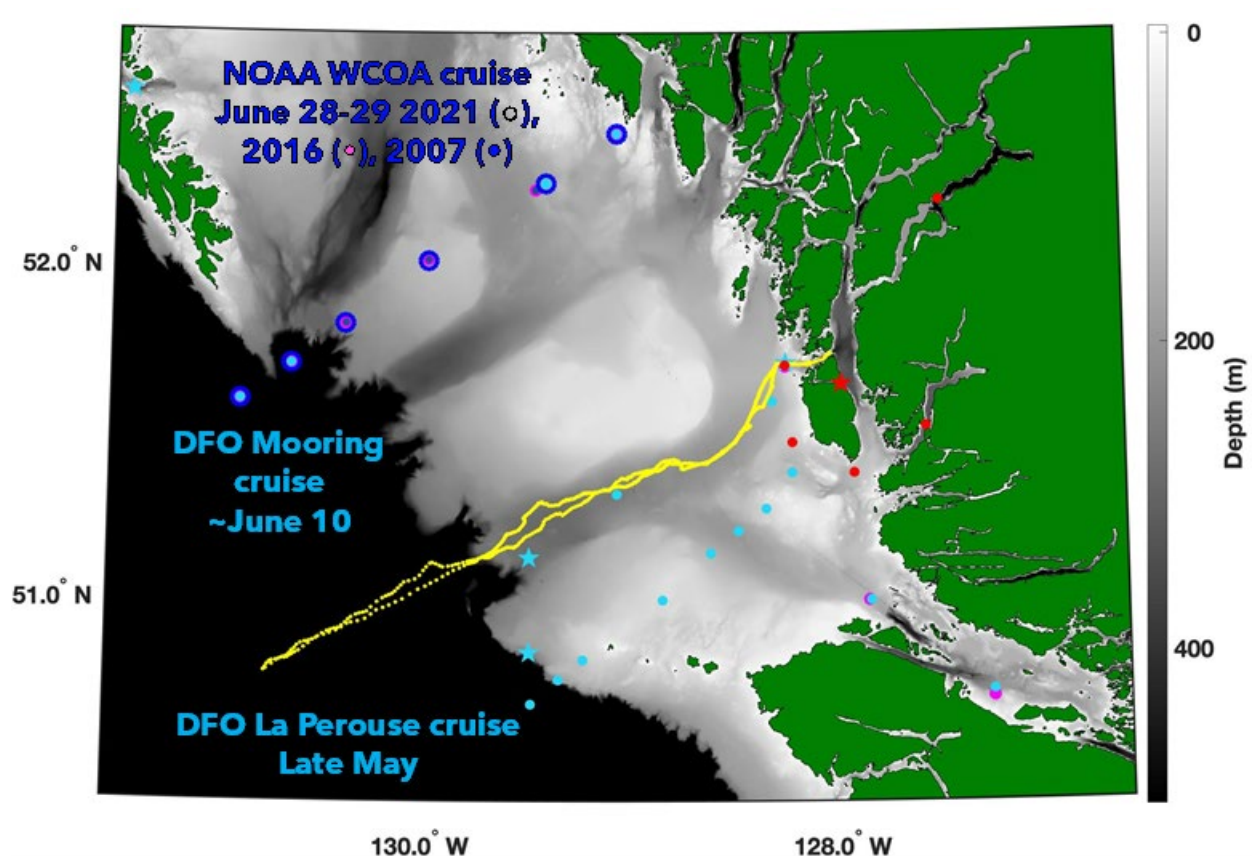 NOAA WCOA cruise
June 28-29 2021 (○),
2016 (•), 2007 (•)
52.0° N
DFO Mooring
cruise
~June 10
51.0° N
DFO La Perouse cruise
Late May
130.0° W
128.0° W
0
200
400
Depth (m)